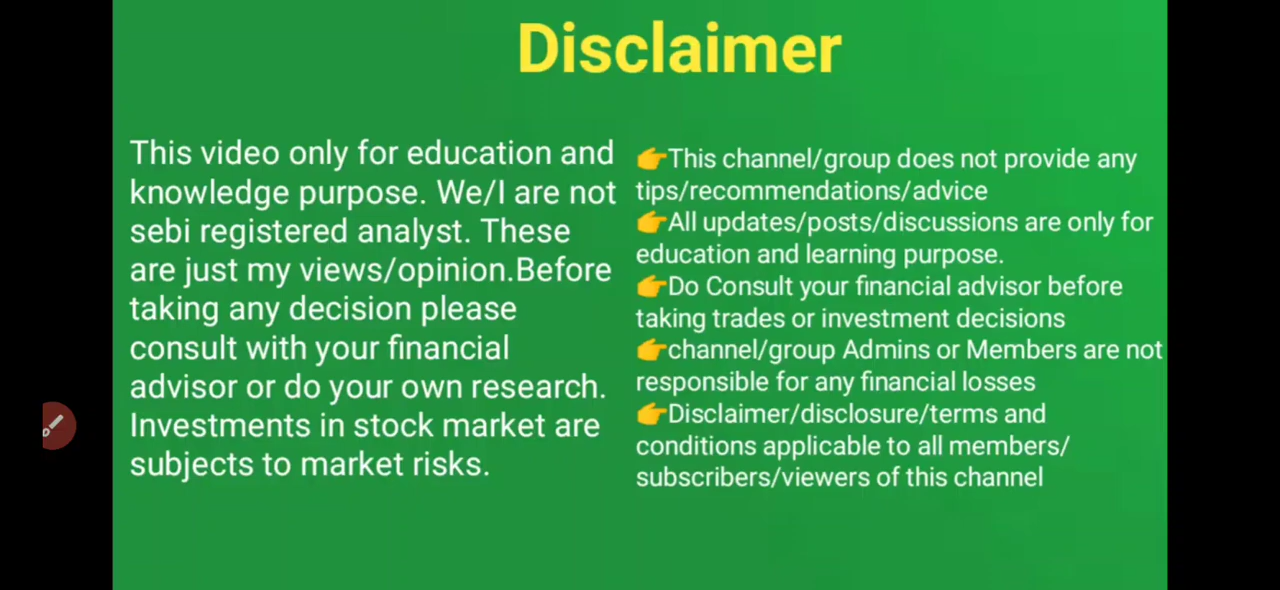 Disclaimer
This video only for education and
knowledge purpose. We/I are not
sebi registered analyst. These
are just my views/opinion.Before
taking any decision please
consult with your financial
advisor or do your own research.
Investments in stock market are
subjects to market risks.
👉This channel/group does not provide any
tips/recommendations/advice
👉All updates/posts/discussions are only for
education and learning purpose.
👉Do Consult your financial advisor before
taking trades or investment decisions
👉channel/group Admins or Members are not
responsible for any financial losses
👉Disclaimer/disclosure/terms and
conditions applicable to all members/
subscribers/viewers of this channel